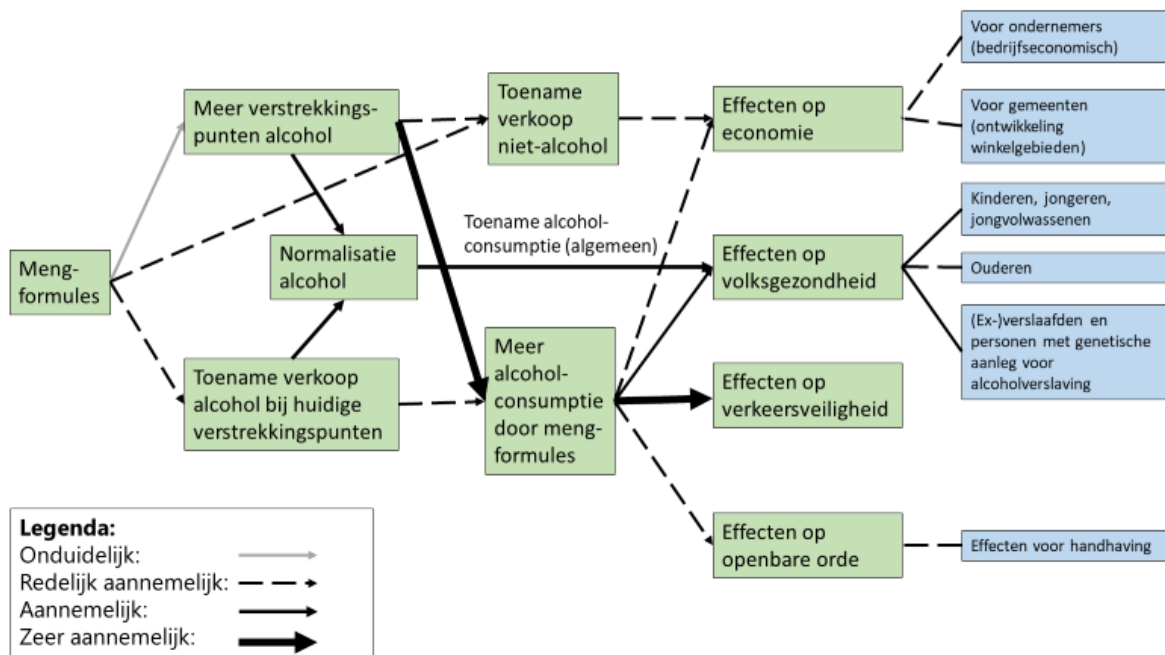 Meng-
formules
Meer verstrekkings-
punten alcohol
Normalisatie
alcohol
Toename verkoop
alcohol bij huidige
verstrekkingspunten
Toename
verkoop
niet-alcohol
Toename alcohol-
consumptie (algemeen)
Meer
alcohol-
consumptie
door meng-
formules
Effecten op
economie
Effecten op
volksgezondheid
Effecten op
verkeersveiligheid
Effecten op
openbare orde
Voor ondernemers
(bedrijfseconomisch)
Voor gemeenten
(ontwikkeling
winkelgebieden)
Kinderen, jongeren,
jongvolwassenen
Ouderen
(Ex-)verslaafden en
personen met genetische
aanleg voor
alcoholverslaving
Effecten voor handhaving
Legenda:
Onduidelijk:
Redelijk aannemelijk:
Aannemelijk:
Zeer aannemelijk: